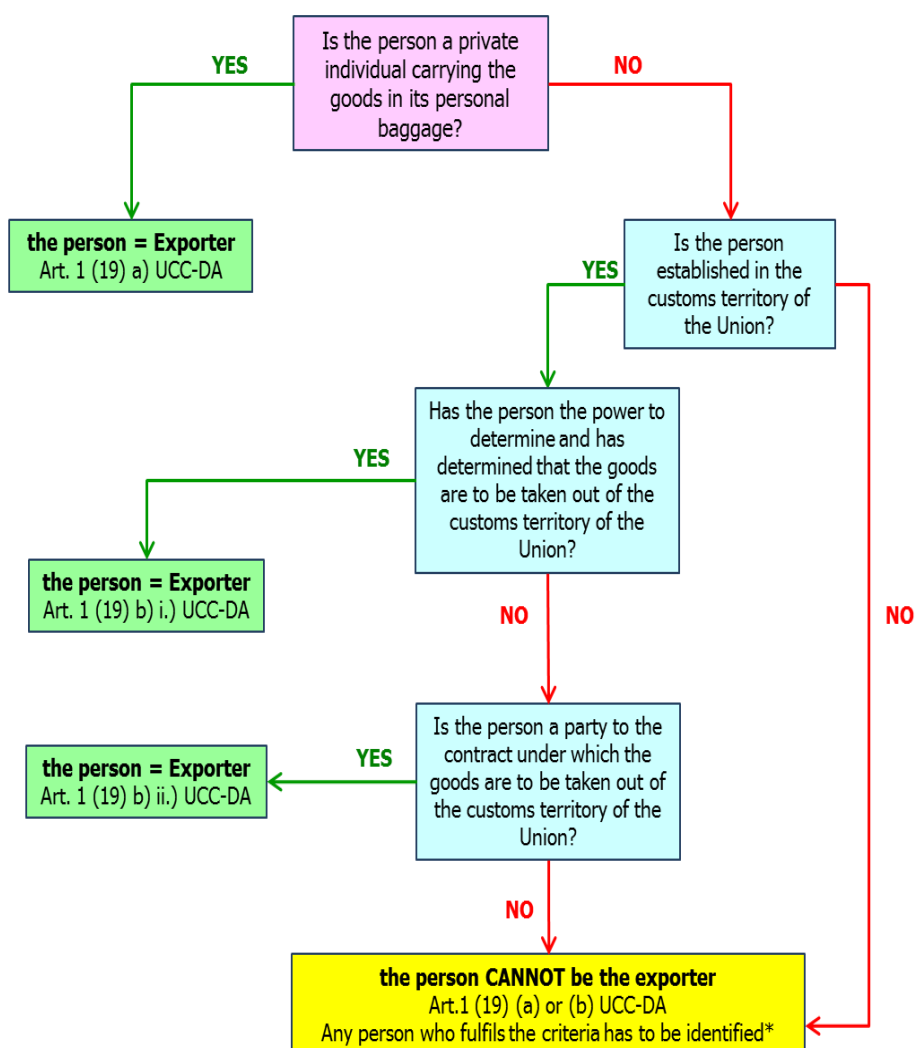 Is the person a private
individual carrying the
goods in its personal
baggage?
YES
NO
the person = Exporter
Art. 1 (19) a) UCC-DA
Is the person
established in the
customs territory of
the Union?
YES
NO
Has the person the power to
determine and has
determined that the goods
are to be taken out of the
customs territory of the
Union?
YES
NO
the person = Exporter
Art. 1 (19) b) i.) UCC-DA
Is the person a party to the
contract under which the
goods are to be taken out of
the customs territory of the
Union?
YES
NO
the person = Exporter
Art. 1 (19) b) ii.) UCC-DA
the person CANNOT be the exporter
Art.1 (19) (a) or (b) UCC-DA
Any person who fulfils the criteria has to be identified*